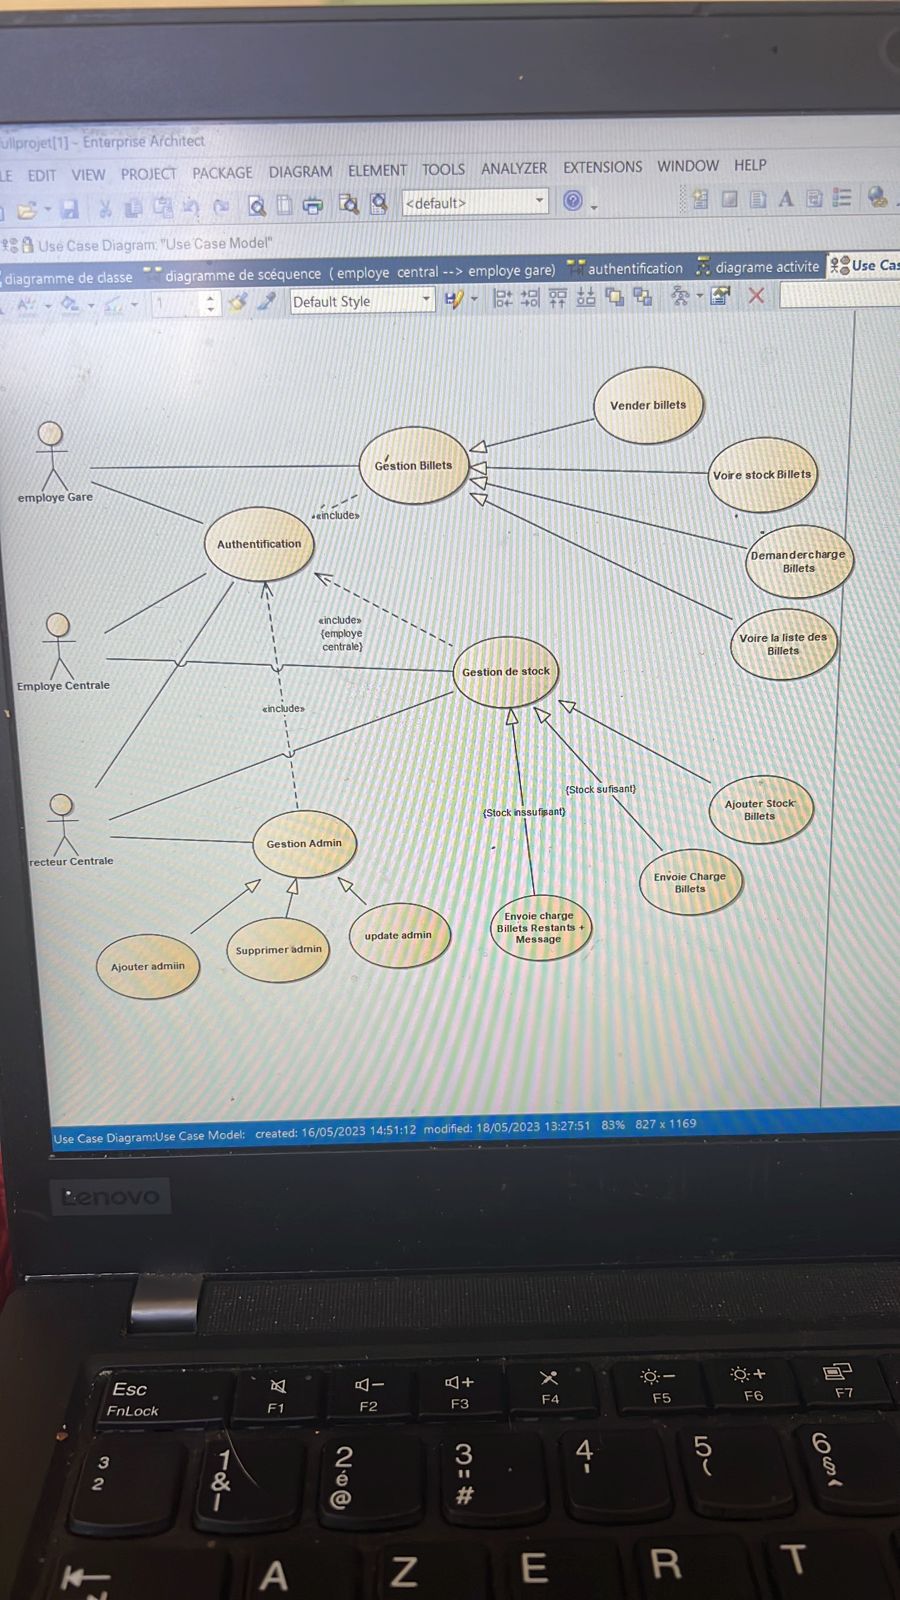 ullprojet[1] - Enterprise Architect
LE EDIT VIEW PROJECT PACKAGE DIAGRAM ELEMENT TOOLS ANALYZER EXTENSIONS WINDOW HELP
<default>
Use Case Diagram: "Use Case Model"
diagramme de classe diagramme de scéquence ( employe central --> employe gare) authentification diagrame activite Use Cas
1 Default Style
Vender billets
Gestion Billets
Voire stock Billets
employe Gare
«include»
Authentification
Demandercharge
Billets
«include»
{employe
centrale}
Voire la liste des
Billets
Gestion de stock
Employe Centrale
«include»
{Stock sufisant}
{Stock inssufisant}
Ajouter Stock
Billets
Gestion Admin
recteur Centrale
Envoie Charge
Billets
Envoie charge
Billets Restants +
Message
update admin
Supprimer admin
Ajouter admiin
Use Case Diagram:Use Case Model: created: 16/05/2023 14:51:12 modified: 18/05/2023 13:27:51 83% 827 x 1169
Lenovo
Esc
FnLock
F1 F2 F3 F4 F5 F6 F7
3
2
1
&
2
é
@
3
"
#
4
'
5
(
6
§
^
A Z E R T